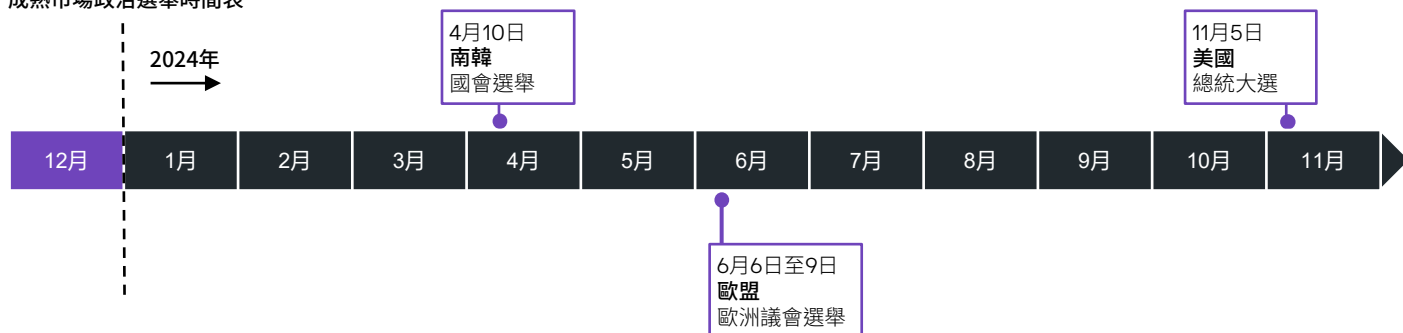 成熟市場政治選舉時間表
2024年
4月10日
南韓
國會選舉
11月5日
美國
總統大選
12月
1月
2月
3月
4月
5月
6月
7月
8月
9月
10月
11月
6月6日至9日
歐盟
歐洲議會選舉